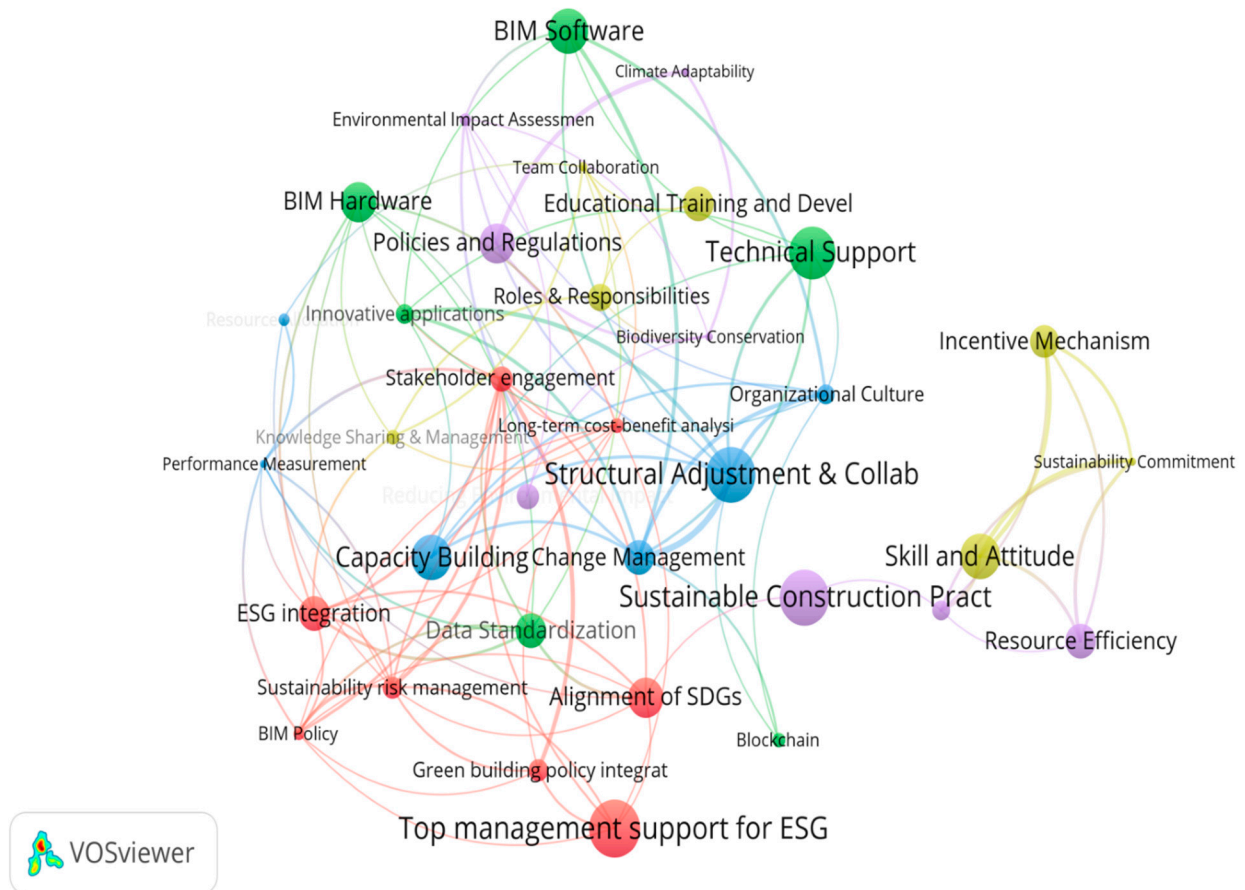 BIM Software
Climate Adaptability
Environmental Impact Assessmen
Team Collaboration
BIM Hardware
Educational Training and Devel
Policies and Regulations
Technical Support
Roles & Responsibilities
Innovative applications
Resource
Biodiversity Conservation
Incentive Mechanism
Stakeholder engagement
Organizational Culture
Long-term cost-benefit analysi
Knowledge Sharing & Management
Performance Measurement
Sustainability Commitment
Structural Adjustment & Collab
Reducing
Capacity Building
Change Management
Skill and Attitude
Sustainable Construction Pract
ESG integration
Data Standardization
Resource Efficiency
Sustainability risk management
Alignment of SDGs
BIM Policy
Blockchain
Green building policy integrat
Top management support for ESG
VOSviewer